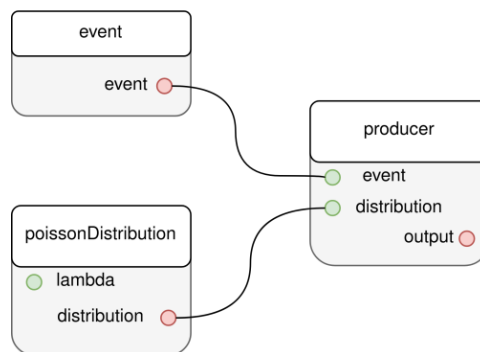 event
event
producer
event
distribution
output
poissonDistribution
lambda
distribution